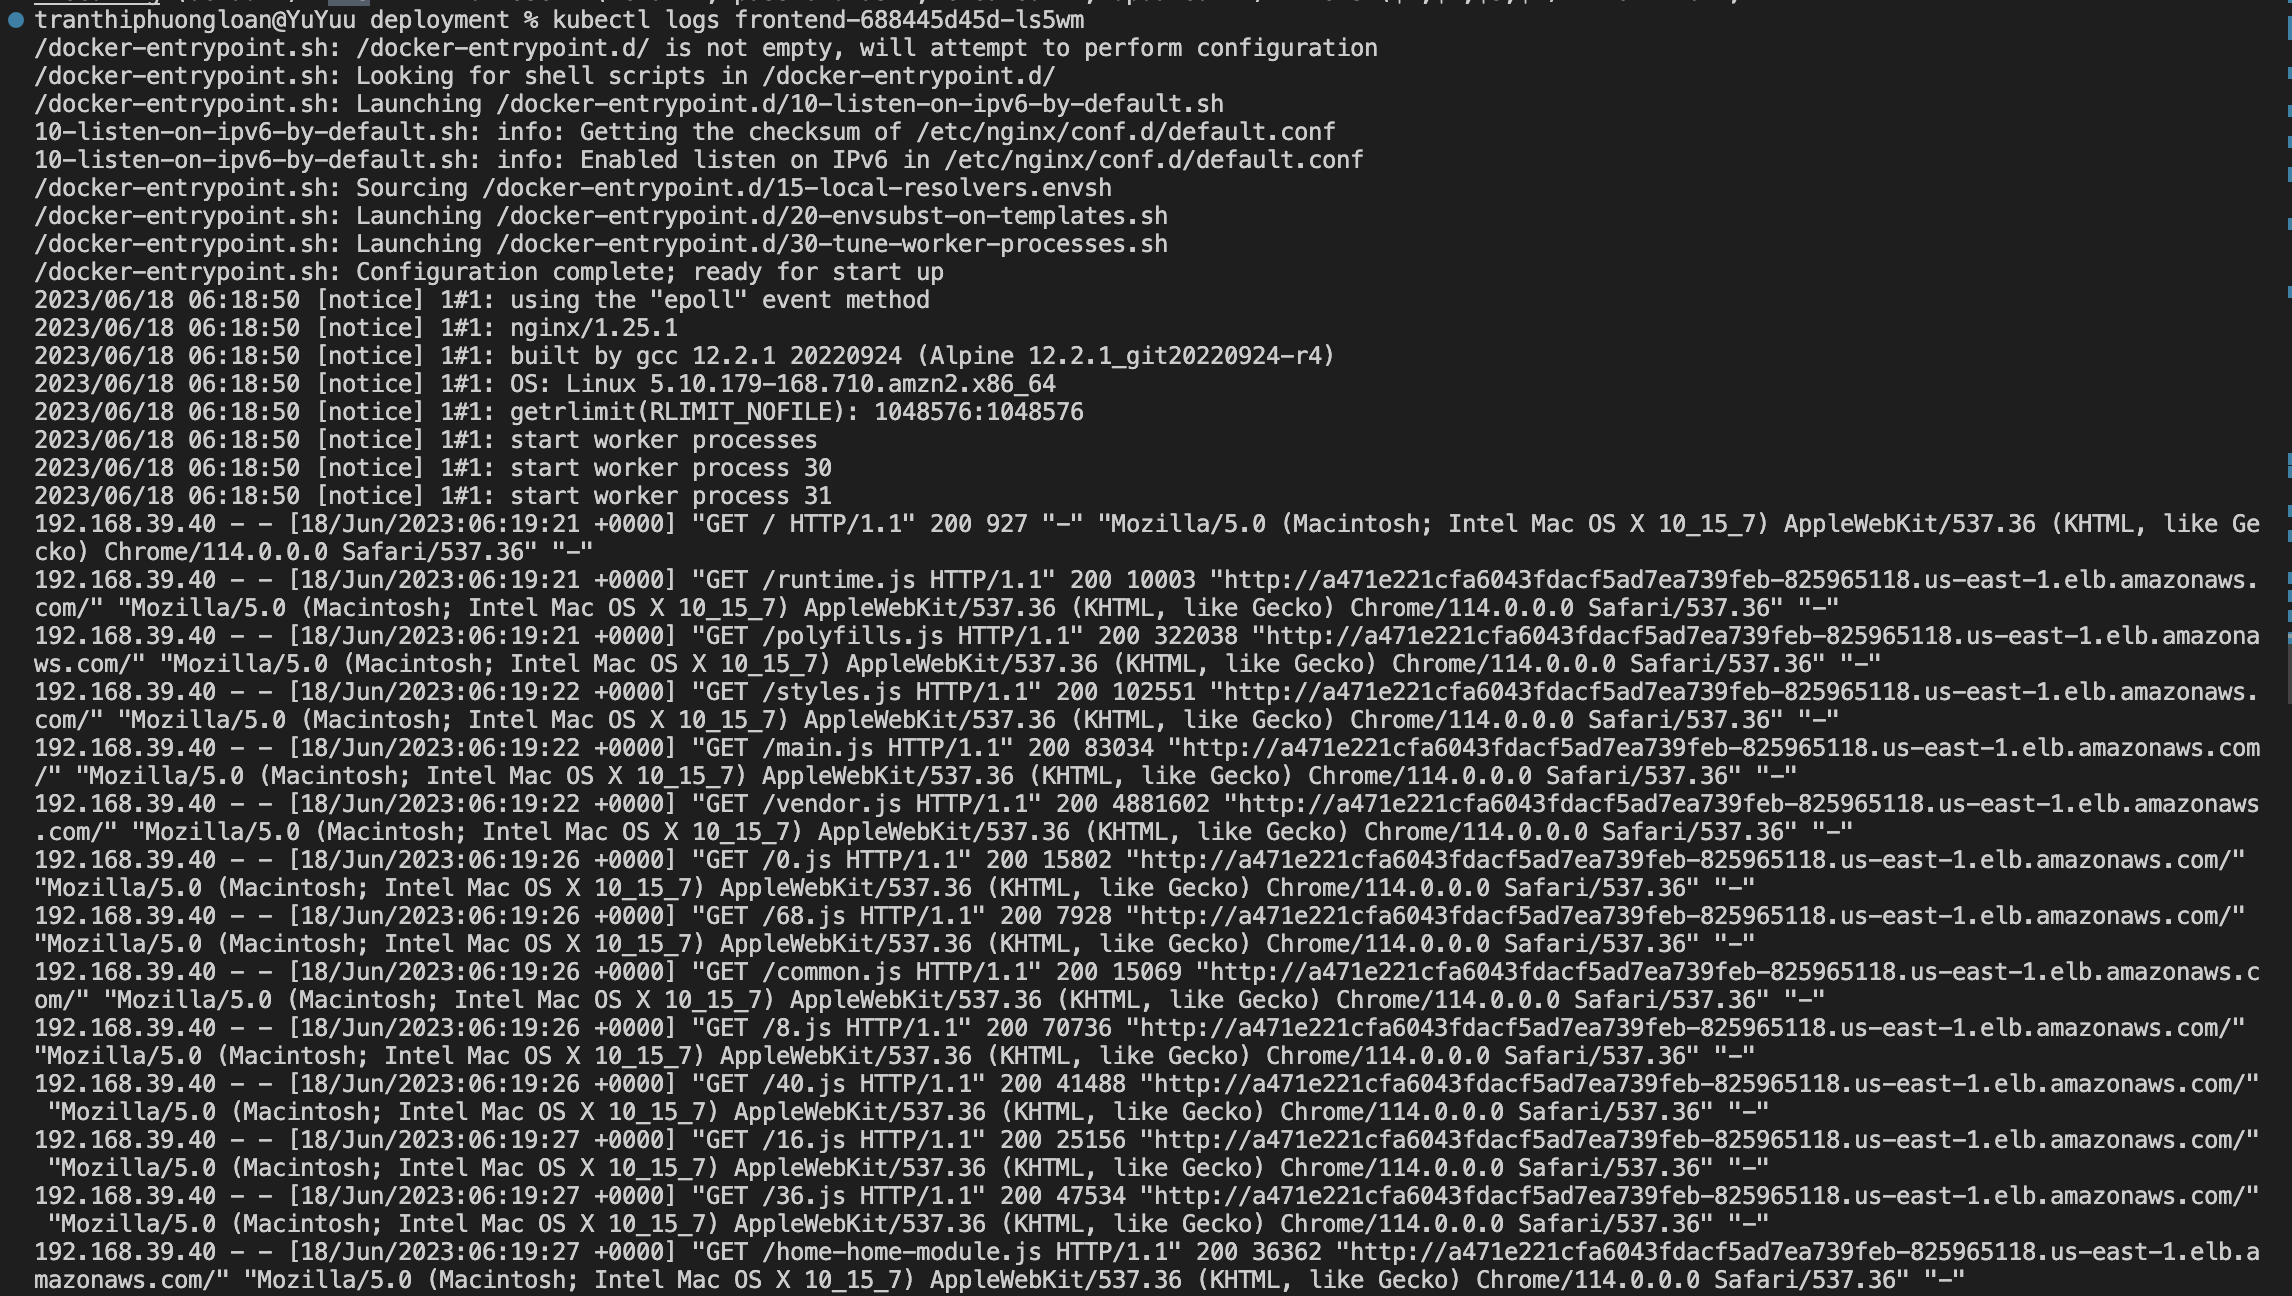 tranthiphuongloan@YuYuu deployment % kubectl logs frontend-688445d45d-ls5wm
/docker-entrypoint.sh: /docker-entrypoint.d/ is not empty, will attempt to perform configuration
/docker-entrypoint.sh: Looking for shell scripts in /docker-entrypoint.d/
/docker-entrypoint.sh: Launching /docker-entrypoint.d/10-listen-on-ipv6-by-default.sh
10-listen-on-ipv6-by-default.sh: info: Getting the checksum of /etc/nginx/conf.d/default.conf
10-listen-on-ipv6-by-default.sh: info: Enabled listen on IPv6 in /etc/nginx/conf.d/default.conf
/docker-entrypoint.sh: Sourcing /docker-entrypoint.d/15-local-resolvers.envsh
/docker-entrypoint.sh: Launching /docker-entrypoint.d/20-envsubst-on-templates.sh
/docker-entrypoint.sh: Launching /docker-entrypoint.d/30-tune-worker-processes.sh
/docker-entrypoint.sh: Configuration complete; ready for start up
2023/06/18 06:18:50 [notice] 1#1: using the "epoll" event method
2023/06/18 06:18:50 [notice] 1#1: nginx/1.25.1
2023/06/18 06:18:50 [notice] 1#1: built by gcc 12.2.1 20220924 (Alpine 12.2.1_git20220924-r4)
2023/06/18 06:18:50 [notice] 1#1: OS: Linux 5.10.179-168.710.amzn2.x86_64
2023/06/18 06:18:50 [notice] 1#1: getrlimit(RLIMIT_NOFILE): 1048576:1048576
2023/06/18 06:18:50 [notice] 1#1: start worker processes
2023/06/18 06:18:50 [notice] 1#1: start worker process 30
2023/06/18 06:18:50 [notice] 1#1: start worker process 31
192.168.39.40 - - [18/Jun/2023:06:19:21 +0000] "GET / HTTP/1.1" 200 927 "-" "Mozilla/5.0 (Macintosh; Intel Mac OS X 10_15_7) AppleWebKit/537.36 (KHTML, like Ge
cko) Chrome/114.0.0.0 Safari/537.36" "-"
192.168.39.40 - - [18/Jun/2023:06:19:21 +0000] "GET /runtime.js HTTP/1.1" 200 10003 "http://a471e221cfa6043fdacf5ad7ea739feb-825965118.us-east-1.elb.amazonaws.
com/" "Mozilla/5.0 (Macintosh; Intel Mac OS X 10_15_7) AppleWebKit/537.36 (KHTML, like Gecko) Chrome/114.0.0.0 Safari/537.36" "-"
192.168.39.40 - - [18/Jun/2023:06:19:21 +0000] "GET /polyfills.js HTTP/1.1" 200 322038 "http://a471e221cfa6043fdacf5ad7ea739feb-825965118.us-east-1.elb.amazona
ws.com/" "Mozilla/5.0 (Macintosh; Intel Mac OS X 10_15_7) AppleWebKit/537.36 (KHTML, like Gecko) Chrome/114.0.0.0 Safari/537.36" "-"
192.168.39.40 - - [18/Jun/2023:06:19:22 +0000] "GET /styles.js HTTP/1.1" 200 102551 "http://a471e221cfa6043fdacf5ad7ea739feb-825965118.us-east-1.elb.amazonaws.
com/" "Mozilla/5.0 (Macintosh; Intel Mac OS X 10_15_7) AppleWebKit/537.36 (KHTML, like Gecko) Chrome/114.0.0.0 Safari/537.36" "-"
192.168.39.40 - - [18/Jun/2023:06:19:22 +0000] "GET /main.js HTTP/1.1" 200 83034 "http://a471e221cfa6043fdacf5ad7ea739feb-825965118.us-east-1.elb.amazonaws.com
/" "Mozilla/5.0 (Macintosh; Intel Mac OS X 10_15_7) AppleWebKit/537.36 (KHTML, like Gecko) Chrome/114.0.0.0 Safari/537.36" "-"
192.168.39.40 - - [18/Jun/2023:06:19:22 +0000] "GET /vendor.js HTTP/1.1" 200 4881602 "http://a471e221cfa6043fdacf5ad7ea739feb-825965118.us-east-1.elb.amazonaws
.com/" "Mozilla/5.0 (Macintosh; Intel Mac OS X 10_15_7) AppleWebKit/537.36 (KHTML, like Gecko) Chrome/114.0.0.0 Safari/537.36" "-"
192.168.39.40 - - [18/Jun/2023:06:19:26 +0000] "GET /0.js HTTP/1.1" 200 15802 "http://a471e221cfa6043fdacf5ad7ea739feb-825965118.us-east-1.elb.amazonaws.com/"
"Mozilla/5.0 (Macintosh; Intel Mac OS X 10_15_7) AppleWebKit/537.36 (KHTML, like Gecko) Chrome/114.0.0.0 Safari/537.36" "-"
192.168.39.40 - - [18/Jun/2023:06:19:26 +0000] "GET /68.js HTTP/1.1" 200 7928 "http://a471e221cfa6043fdacf5ad7ea739feb-825965118.us-east-1.elb.amazonaws.com/"
"Mozilla/5.0 (Macintosh; Intel Mac OS X 10_15_7) AppleWebKit/537.36 (KHTML, like Gecko) Chrome/114.0.0.0 Safari/537.36" "-"
192.168.39.40 - - [18/Jun/2023:06:19:26 +0000] "GET /common.js HTTP/1.1" 200 15069 "http://a471e221cfa6043fdacf5ad7ea739feb-825965118.us-east-1.elb.amazonaws.c
om/" "Mozilla/5.0 (Macintosh; Intel Mac OS X 10_15_7) AppleWebKit/537.36 (KHTML, like Gecko) Chrome/114.0.0.0 Safari/537.36" "-"
192.168.39.40 - - [18/Jun/2023:06:19:26 +0000] "GET /8.js HTTP/1.1" 200 70736 "http://a471e221cfa6043fdacf5ad7ea739feb-825965118.us-east-1.elb.amazonaws.com/"
"Mozilla/5.0 (Macintosh; Intel Mac OS X 10_15_7) AppleWebKit/537.36 (KHTML, like Gecko) Chrome/114.0.0.0 Safari/537.36" "-"
192.168.39.40 - - [18/Jun/2023:06:19:26 +0000] "GET /40.js HTTP/1.1" 200 41488 "http://a471e221cfa6043fdacf5ad7ea739feb-825965118.us-east-1.elb.amazonaws.com/"
"Mozilla/5.0 (Macintosh; Intel Mac OS X 10_15_7) AppleWebKit/537.36 (KHTML, like Gecko) Chrome/114.0.0.0 Safari/537.36" "-"
192.168.39.40 - - [18/Jun/2023:06:19:27 +0000] "GET /16.js HTTP/1.1" 200 25156 "http://a471e221cfa6043fdacf5ad7ea739feb-825965118.us-east-1.elb.amazonaws.com/"
"Mozilla/5.0 (Macintosh; Intel Mac OS X 10_15_7) AppleWebKit/537.36 (KHTML, like Gecko) Chrome/114.0.0.0 Safari/537.36" "-"
192.168.39.40 - - [18/Jun/2023:06:19:27 +0000] "GET /36.js HTTP/1.1" 200 47534 "http://a471e221cfa6043fdacf5ad7ea739feb-825965118.us-east-1.elb.amazonaws.com/"
"Mozilla/5.0 (Macintosh; Intel Mac OS X 10_15_7) AppleWebKit/537.36 (KHTML, like Gecko) Chrome/114.0.0.0 Safari/537.36" "-"
192.168.39.40 - - [18/Jun/2023:06:19:27 +0000] "GET /home-home-module.js HTTP/1.1" 200 36362 "http://a471e221cfa6043fdacf5ad7ea739feb-825965118.us-east-1.elb.a
mazonaws.com/" "Mozilla/5.0 (Macintosh; Intel Mac OS X 10_15_7) AppleWebKit/537.36 (KHTML, like Gecko) Chrome/114.0.0.0 Safari/537.36" "-"